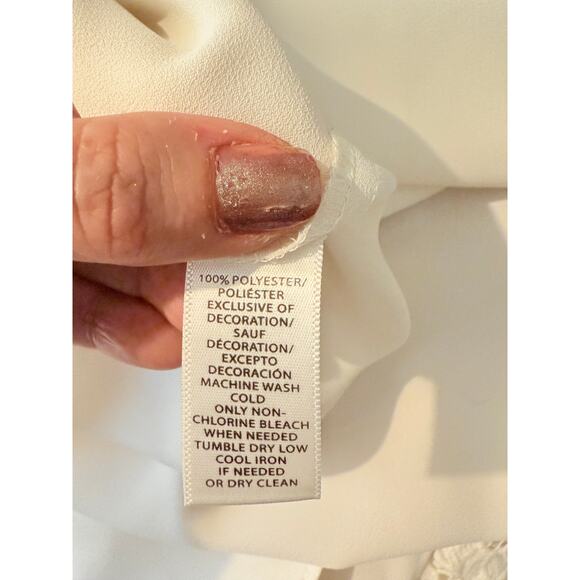 100% POLYESTER/
POLIÉSTER
EXCLUSIVE OF
DECORATION/
SAUF
DÉCORATION/
EXCEPTO
DECORACIÓN
MACHINE WASH
COLD
ONLY NON-
CHLORINE BLEACH
WHEN NEEDED
TUMBLE DRY LOW
COOL IRON
IF NEEDED
OR DRY CLEAN